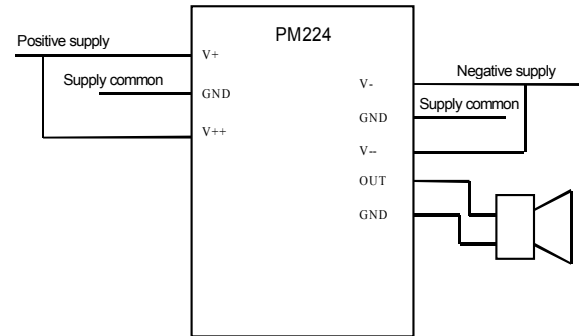 PM224
Positive supply
V+
Supply common
GND
V++
Negative supply
V-
Supply common
GND
V--
OUT
GND